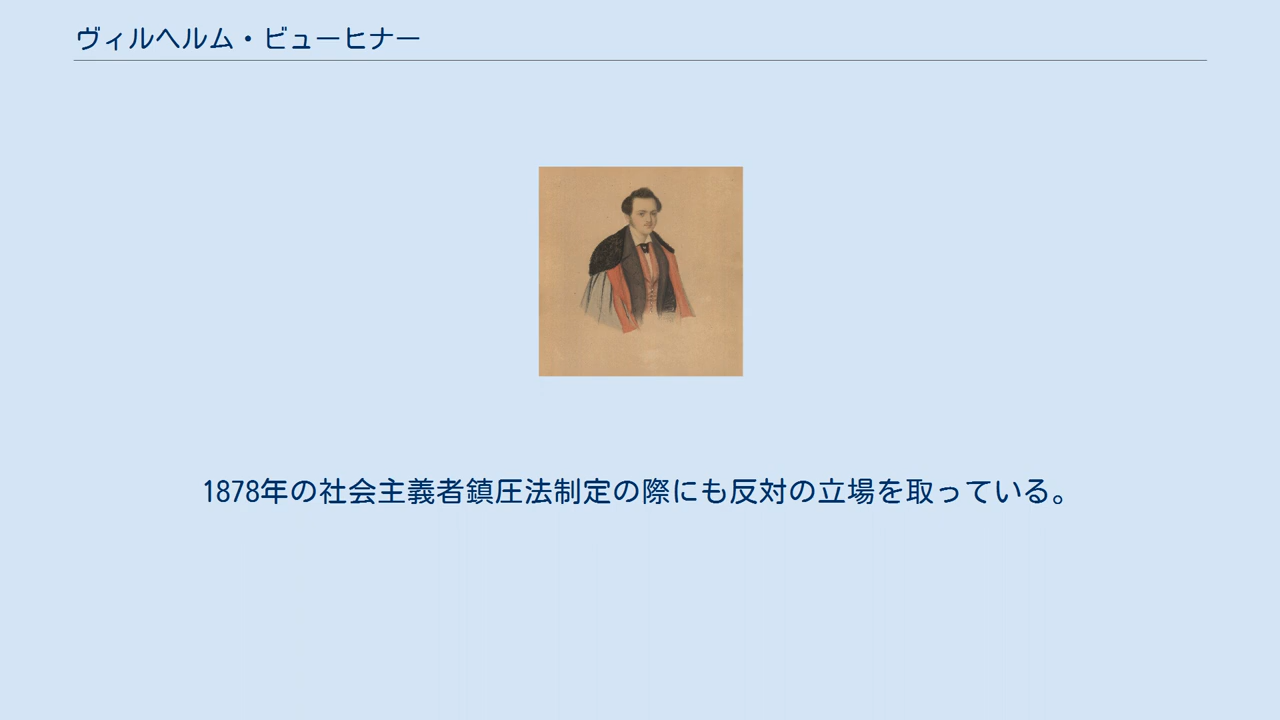 ヴィルヘルム・ビューヒナー
1878年の社会主義者鎮圧法制定の際にも反対の立場を取っている。